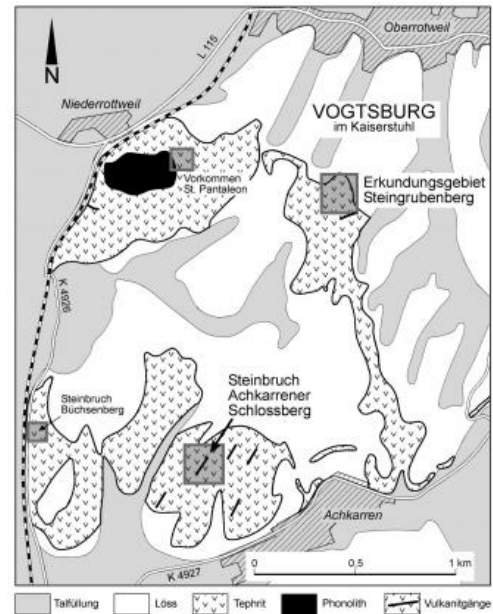 Oberrotweil
L 115
N
Niederrottweil
VOGTSBURG
im Kaiserstuhl
Vorkommen
St. Pantaleon
Erkundungsgebiet
Steingrubenberg
K 4926
Steinbruch
Büchsenberg
Steinbruch
Achkarrener
Schlossberg
Achkarren
K 4927
0 0,5 1 km
Talfüllung Löss Tephrit Phonolith Vulkanitgänge